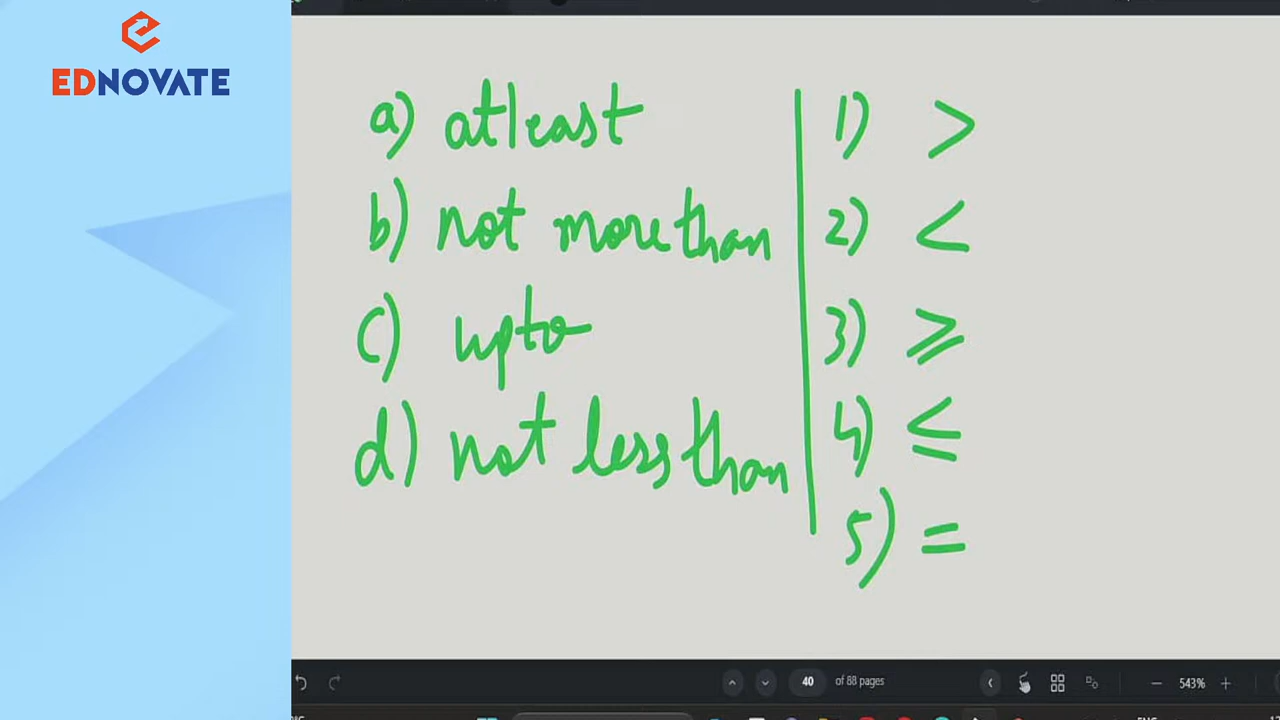 EDNOVATE
a) atleast 1) >
b) not more than 2) <
c) upto 3) ≥
d) not less than 4) ≤
5) =
40 of 88 pages
543%